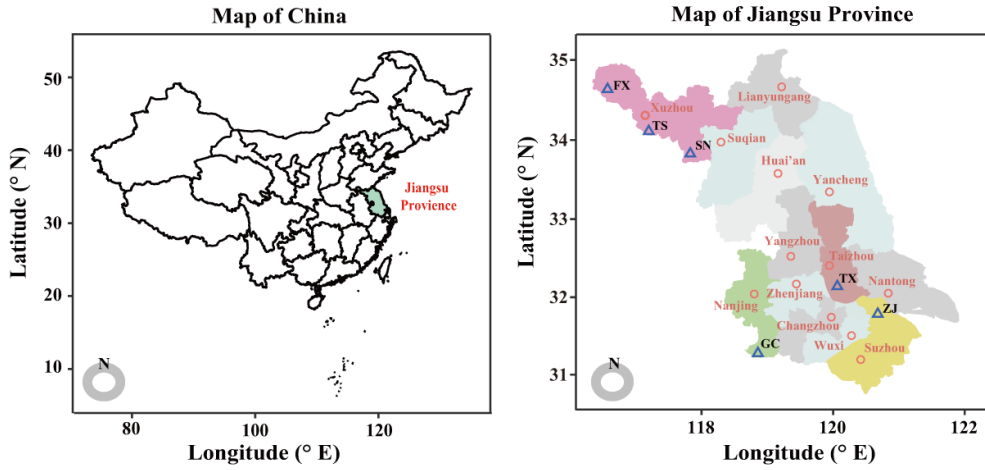 Map of China
50
40
30
20
10
Latitude (° N)
Jiangsu
Provience
N
80
100
120
Longitude (° E)
Map of Jiangsu Province
35
34
33
32
31
Latitude (° N)
FX
Xuzhou
TS
SN
Lianyungang
Suqian
Huai'an
Yancheng
Yangzhou
Taizhou
TX
Nantong
Nanjing
Zhenjiang
ZJ
Changzhou
GC
Wuxi
Suzhou
N
118
120
122
Longitude (° E)